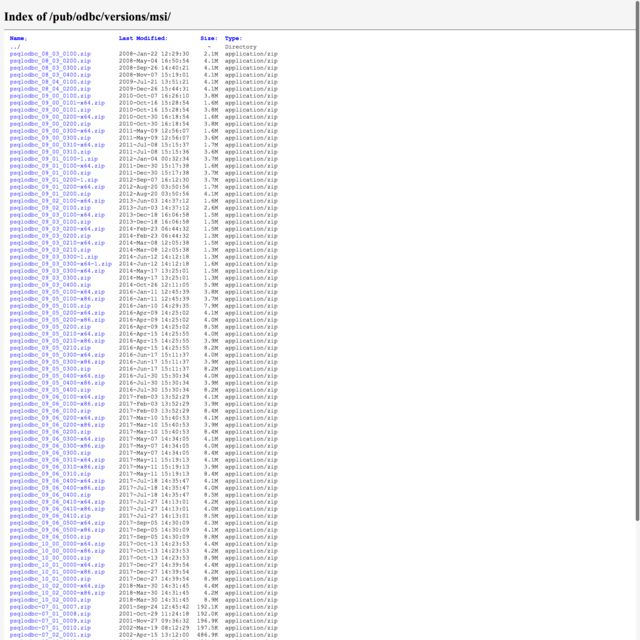 Index of /pub/odbc/versions/msi/
Name↓ Last Modified: Size: Type:
../ - Directory
psqlodbc_08_03_0100.zip 2008-Jan-22 12:29:30 2.1M application/zip
psqlodbc_08_03_0200.zip 2008-May-04 16:50:54 4.1M application/zip
psqlodbc_08_03_0300.zip 2008-Sep-26 14:40:21 4.1M application/zip
psqlodbc_08_03_0400.zip 2008-Nov-07 15:19:01 4.1M application/zip
psqlodbc_08_04_0100.zip 2009-Jul-21 13:51:21 4.1M application/zip
psqlodbc_08_04_0200.zip 2009-Dec-26 15:44:31 4.1M application/zip
psqlodbc_09_00_0100.zip 2010-Oct-07 16:26:10 3.8M application/zip
psqlodbc_09_00_0101-x64.zip 2010-Oct-16 15:28:54 1.6M application/zip
psqlodbc_09_00_0101.zip 2010-Oct-16 15:28:54 3.8M application/zip
psqlodbc_09_00_0200-x64.zip 2010-Oct-30 16:18:54 1.6M application/zip
psqlodbc_09_00_0200.zip 2010-Oct-30 16:18:54 3.8M application/zip
psqlodbc_09_00_0300-x64.zip 2011-May-09 12:56:07 1.6M application/zip
psqlodbc_09_00_0300.zip 2011-May-09 12:56:07 3.6M application/zip
psqlodbc_09_00_0310-x64.zip 2011-Jul-08 15:15:37 1.7M application/zip
psqlodbc_09_00_0310.zip 2011-Jul-08 15:15:36 3.6M application/zip
psqlodbc_09_01_0100-1.zip 2012-Jan-04 00:32:34 3.7M application/zip
psqlodbc_09_01_0100-x64.zip 2011-Dec-30 15:17:38 1.6M application/zip
psqlodbc_09_01_0100.zip 2011-Dec-30 15:17:38 3.7M application/zip
psqlodbc_09_01_0200-1.zip 2012-Sep-07 16:12:30 3.7M application/zip
psqlodbc_09_01_0200-x64.zip 2012-Aug-20 03:50:56 1.7M application/zip
psqlodbc_09_01_0200.zip 2012-Aug-20 03:50:56 4.1M application/zip
psqlodbc_09_02_0100-x64.zip 2013-Jun-03 14:37:12 1.6M application/zip
psqlodbc_09_02_0100.zip 2013-Jun-03 14:37:12 2.6M application/zip
psqlodbc_09_03_0100-x64.zip 2013-Dec-18 16:06:58 1.5M application/zip
psqlodbc_09_03_0100.zip 2013-Dec-18 16:06:58 1.5M application/zip
psqlodbc_09_03_0200-x64.zip 2014-Feb-23 06:44:32 1.5M application/zip
psqlodbc_09_03_0200.zip 2014-Feb-23 06:44:32 1.3M application/zip
psqlodbc_09_03_0210-x64.zip 2014-Mar-08 12:05:38 1.5M application/zip
psqlodbc_09_03_0210.zip 2014-Mar-08 12:05:38 1.3M application/zip
psqlodbc_09_03_0300-1.zip 2014-Jun-12 14:12:18 1.3M application/zip
psqlodbc_09_03_0300-x64-1.zip 2014-Jun-12 14:12:18 1.6M application/zip
psqlodbc_09_03_0300-x64.zip 2014-May-17 13:25:01 1.5M application/zip
psqlodbc_09_03_0300.zip 2014-May-17 13:25:01 1.3M application/zip
psqlodbc_09_03_0400.zip 2014-Oct-26 12:11:05 3.9M application/zip
psqlodbc_09_05_0100-x64.zip 2016-Jan-11 12:45:39 3.8M application/zip
psqlodbc_09_05_0100-x86.zip 2016-Jan-11 12:45:39 3.7M application/zip
psqlodbc_09_05_0100.zip 2016-Jan-10 14:29:35 7.9M application/zip
psqlodbc_09_05_0200-x64.zip 2016-Apr-09 14:25:02 4.1M application/zip
psqlodbc_09_05_0200-x86.zip 2016-Apr-09 14:25:02 4.0M application/zip
psqlodbc_09_05_0200.zip 2016-Apr-09 14:25:02 8.5M application/zip
psqlodbc_09_05_0210-x64.zip 2016-Apr-15 14:25:55 4.0M application/zip
psqlodbc_09_05_0210-x86.zip 2016-Apr-15 14:25:55 3.9M application/zip
psqlodbc_09_05_0210.zip 2016-Apr-15 14:25:55 8.2M application/zip
psqlodbc_09_05_0300-x64.zip 2016-Jun-17 15:11:37 4.0M application/zip
psqlodbc_09_05_0300-x86.zip 2016-Jun-17 15:11:37 3.9M application/zip
psqlodbc_09_05_0300.zip 2016-Jun-17 15:11:37 8.2M application/zip
psqlodbc_09_05_0400-x64.zip 2016-Jul-30 15:30:34 4.0M application/zip
psqlodbc_09_05_0400-x86.zip 2016-Jul-30 15:30:34 3.9M application/zip
psqlodbc_09_05_0400.zip 2016-Jul-30 15:30:34 8.2M application/zip
psqlodbc_09_06_0100-x64.zip 2017-Feb-03 13:52:29 4.1M application/zip
psqlodbc_09_06_0100-x86.zip 2017-Feb-03 13:52:29 3.9M application/zip
psqlodbc_09_06_0100.zip 2017-Feb-03 13:52:29 8.4M application/zip
psqlodbc_09_06_0200-x64.zip 2017-Mar-10 15:40:53 4.1M application/zip
psqlodbc_09_06_0200-x86.zip 2017-Mar-10 15:40:53 3.9M application/zip
psqlodbc_09_06_0200.zip 2017-Mar-10 15:40:53 8.4M application/zip
psqlodbc_09_06_0300-x64.zip 2017-May-07 14:34:05 4.1M application/zip
psqlodbc_09_06_0300-x86.zip 2017-May-07 14:34:05 4.0M application/zip
psqlodbc_09_06_0300.zip 2017-May-07 14:34:05 8.4M application/zip
psqlodbc_09_06_0310-x64.zip 2017-May-11 15:19:13 4.1M application/zip
psqlodbc_09_06_0310-x86.zip 2017-May-11 15:19:13 3.9M application/zip
psqlodbc_09_06_0310.zip 2017-May-11 15:19:13 8.4M application/zip
psqlodbc_09_06_0400-x64.zip 2017-Jul-18 14:35:47 4.1M application/zip
psqlodbc_09_06_0400-x86.zip 2017-Jul-18 14:35:47 4.0M application/zip
psqlodbc_09_06_0400.zip 2017-Jul-18 14:35:47 8.5M application/zip
psqlodbc_09_06_0410-x64.zip 2017-Jul-27 14:13:01 4.2M application/zip
psqlodbc_09_06_0410-x86.zip 2017-Jul-27 14:13:01 4.0M application/zip
psqlodbc_09_06_0410.zip 2017-Jul-27 14:13:01 8.5M application/zip
psqlodbc_09_06_0500-x64.zip 2017-Sep-05 14:30:09 4.3M application/zip
psqlodbc_09_06_0500-x86.zip 2017-Sep-05 14:30:09 4.1M application/zip
psqlodbc_09_06_0500.zip 2017-Sep-05 14:30:09 8.8M application/zip
psqlodbc_10_00_0000-x64.zip 2017-Oct-13 14:23:53 4.4M application/zip
psqlodbc_10_00_0000-x86.zip 2017-Oct-13 14:23:53 4.2M application/zip
psqlodbc_10_00_0000.zip 2017-Oct-13 14:23:53 8.9M application/zip
psqlodbc_10_01_0000-x64.zip 2017-Dec-27 14:39:54 4.4M application/zip
psqlodbc_10_01_0000-x86.zip 2017-Dec-27 14:39:54 4.2M application/zip
psqlodbc_10_01_0000.zip 2017-Dec-27 14:39:54 8.9M application/zip
psqlodbc_10_02_0000-x64.zip 2018-Mar-30 14:31:45 4.4M application/zip
psqlodbc_10_02_0000-x86.zip 2018-Mar-30 14:31:45 4.2M application/zip
psqlodbc_10_02_0000.zip 2018-Mar-30 14:31:45 8.9M application/zip
psqlodbc-07_01_0007.zip 2001-Sep-24 12:45:42 192.1K application/zip
psqlodbc-07_01_0008.zip 2001-Oct-29 11:24:18 192.0K application/zip
psqlodbc-07_01_0009.zip 2001-Nov-27 09:36:32 196.9K application/zip
psqlodbc-07_01_0010.zip 2002-Mar-19 08:12:29 197.5K application/zip
psqlodbc-07_02_0001.zip 2002-Apr-15 13:12:00 486.9K application/zip